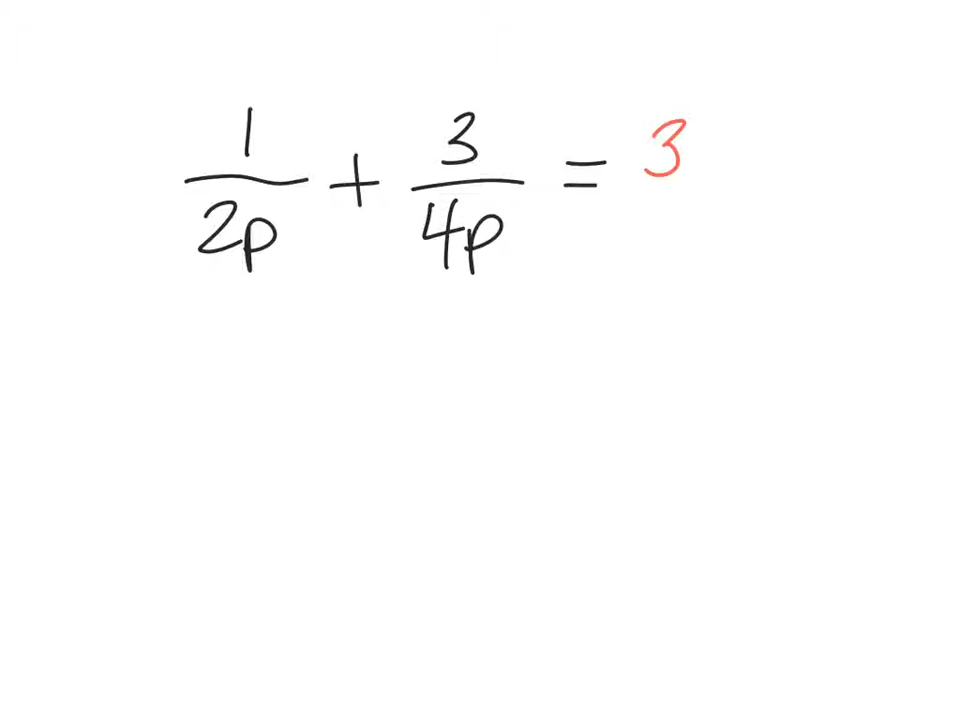 1/2p + 3/4p = 3